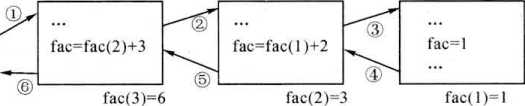 ① ... ② ... ③ ...
fac=fac(2)+3 fac=fac(1)+2 fac=1
⑥ ⑤ ④ ...
fac(3)=6 fac(2)=3 fac(1)=1